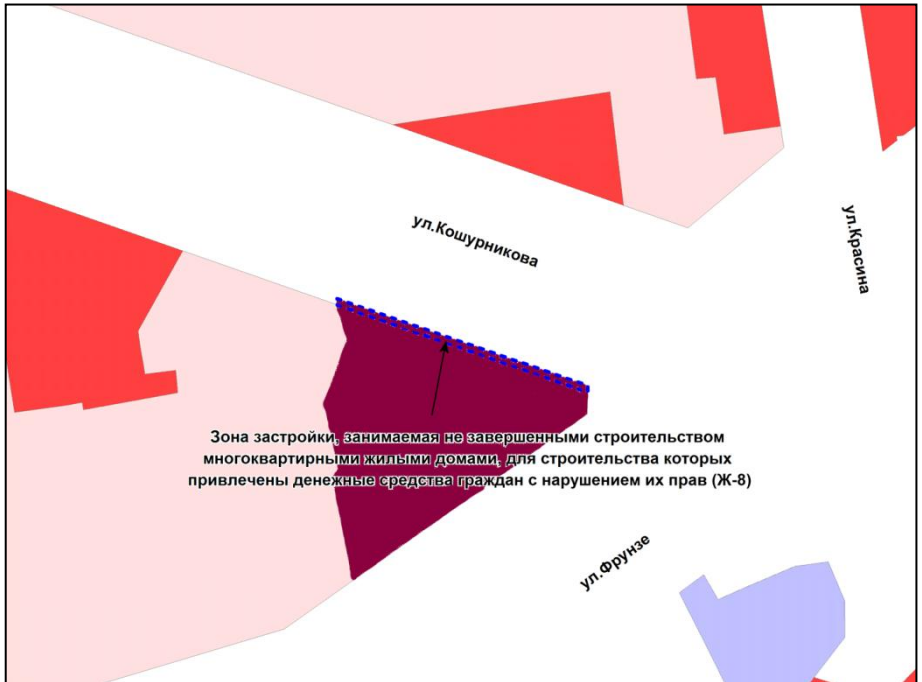 ул.Кошурникова
ул.Красина
Зона застройки, занимаемая не завершенными строительством
многоквартирными жилыми домами, для строительства которых
привлечены денежные средства граждан с нарушением их прав (Ж-8)
ул.Фрунзе